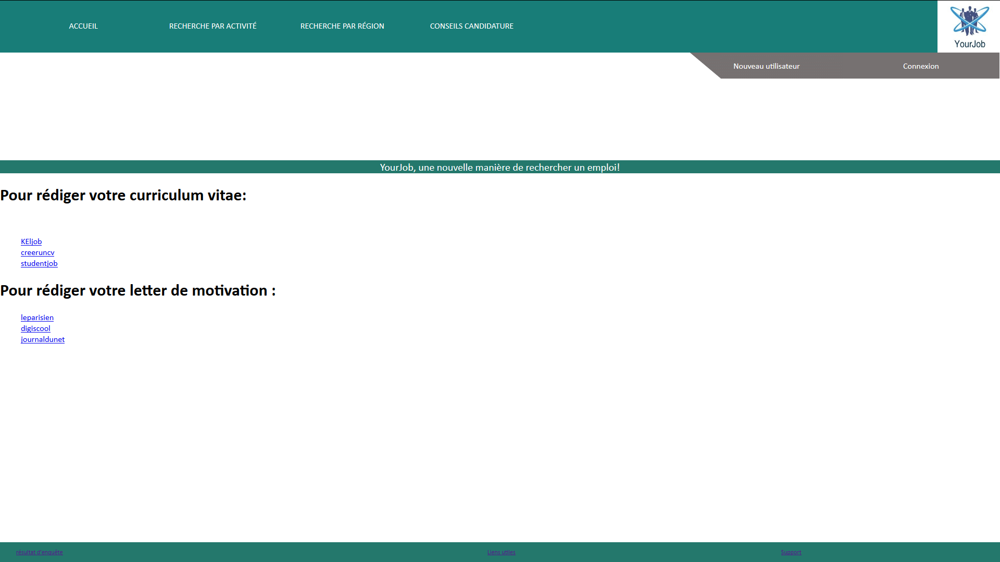 ACCUEIL RECHERCHE PAR ACTIVITÉ RECHERCHE PAR RÉGION CONSEILS CANDIDATURE
YourJob
Nouveau utilisateur Connexion
YourJob, une nouvelle manière de rechercher un emploi!
Pour rédiger votre curriculum vitae:
KEljob
creeruncv
studentjob
Pour rédiger votre letter de motivation :
leparisien
digiscool
journaldunet
résultat d'enquête Liens utiles Support